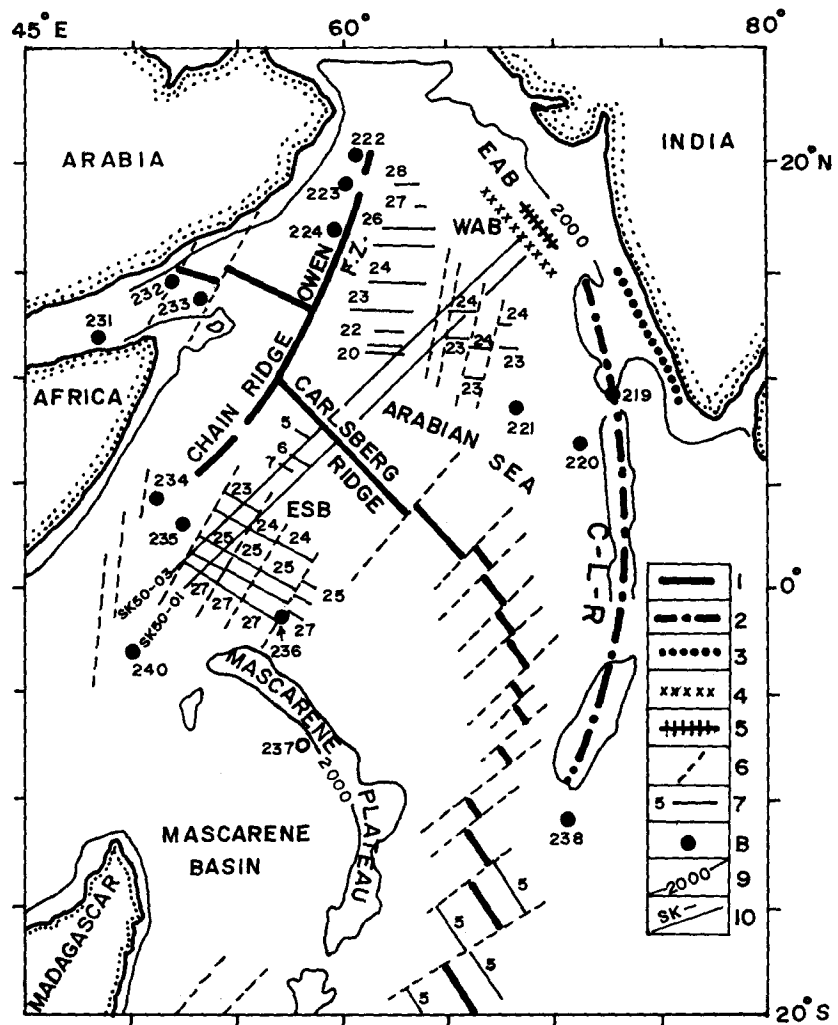 45°E
60°
80°
ARABIA
INDIA
20°N
222
223
224
28
27
26
24
23
22
20
EAB
2000
WAB
OWEN
F.Z.
232
233
231
AFRICA
24
24
24
23
23
23
CHAIN RIDGE
CARLSBERG
RIDGE
ARABIAN SEA
219
221
220
5
6
7
234
235
ESB
23
24
24
25
25
25
25
27
27
27
27
SK50-03
SK50-01
236
240
C-L-R
0°
MASCARENE
PLATEAU
237
2000
238
MASCARENE
BASIN
MADAGASCAR
5
5
5
5
20°S
1
2
3
4
5
6
5 7
8
2000 9
SK- 10